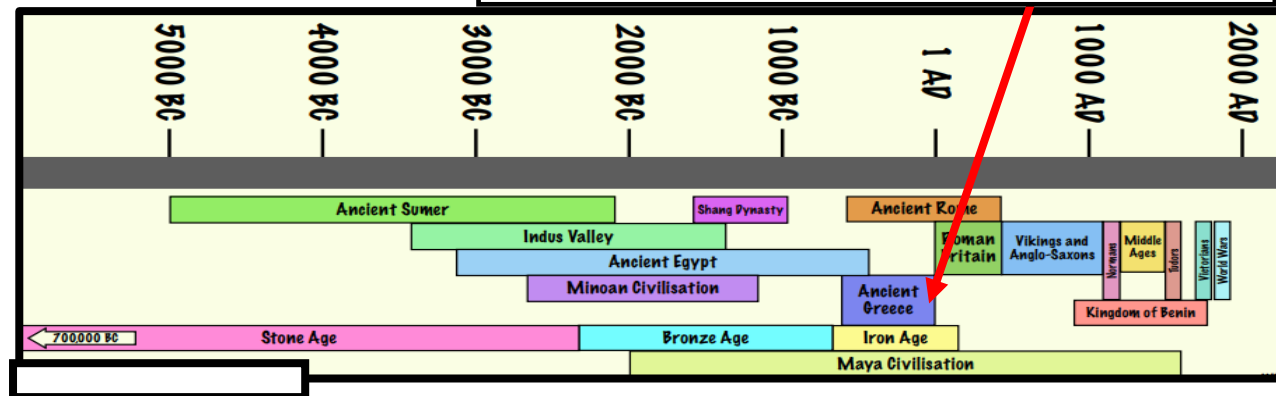 5000 BC
4000 BC
3000 BC
2000 BC
1000 BC
1 AD
1000 AD
2000 AD
Ancient Sumer
Shang Dynasty
Ancient Rome
Indus Valley
Roman
Britain
Vikings and
Anglo-Saxons
Normans
Middle
Ages
Tudors
Victorians
World Wars
Ancient Egypt
Minoan Civilisation
Ancient
Greece
Kingdom of Benin
700,000 BC
Stone Age
Bronze Age
Iron Age
Maya Civilisation